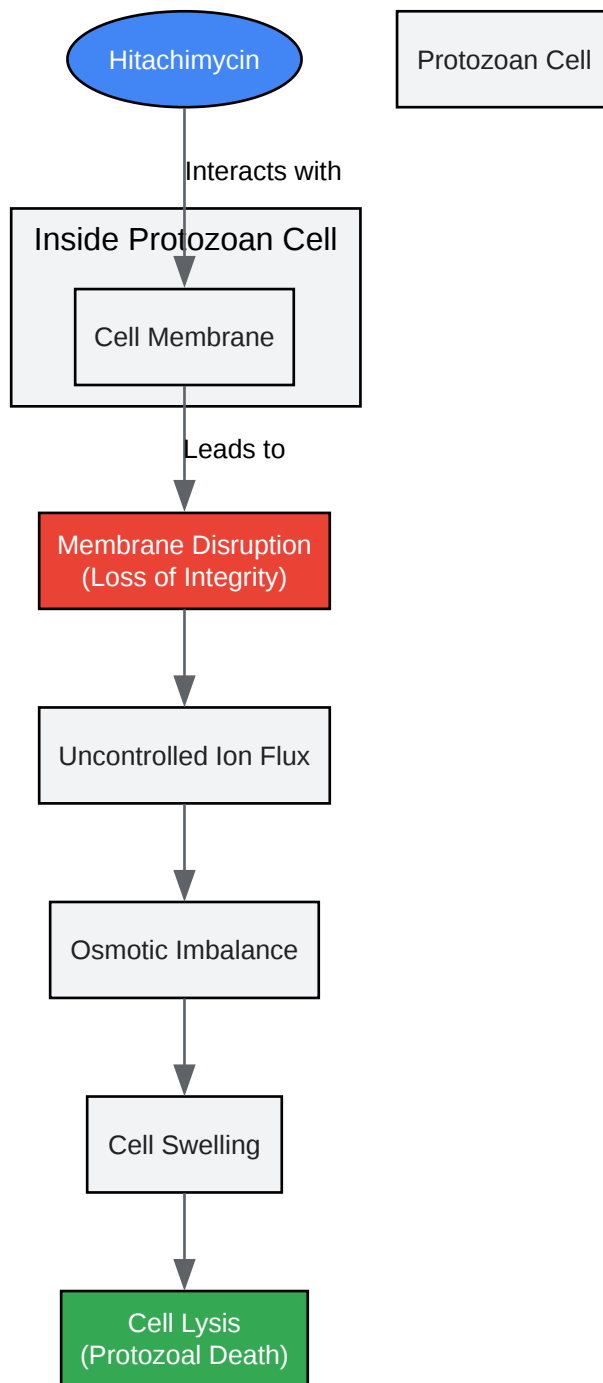 Hitachimycin
Protozoan Cell
Interacts with
Inside Protozoan Cell
Cell Membrane
Leads to
Membrane Disruption
(Loss of Integrity)
Uncontrolled Ion Flux
Osmotic Imbalance
Cell Swelling
Cell Lysis
(Protozoal Death)